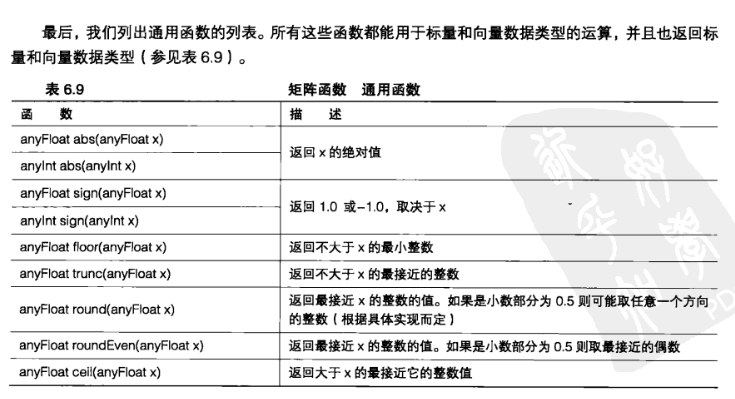 最后，我们列出通用函数的列表。所有这些函数都能用于标量和向量数据类型的运算，并且也返回标
量和向量数据类型（参见表 6.9）。
表 6.9 矩阵函数 通用函数
函 数 描 述
anyFloat abs(anyFloat x)
返回 x 的绝对值
anyInt abs(anyInt x)
anyFloat sign(anyFloat x)
返回 1.0 或–1.0，取决于 x
anyInt sign(anyInt x)
anyFloat floor(anyFloat x) 返回不大于 x 的最小整数
anyFloat trunc(anyFloat x) 返回不大于 x 的最接近的整数
anyFloat round(anyFloat x) 返回最接近 x 的整数的值。如果是小数部分为 0.5 则可能取任意一个方向
的整数（根据具体实现而定）
anyFloat roundEven(anyFloat x) 返回最接近 x 的整数的值。如果是小数部分为 0.5 则取最接近的偶数
anyFloat ceil(anyFloat x) 返回大于 x 的最接近它的整数值